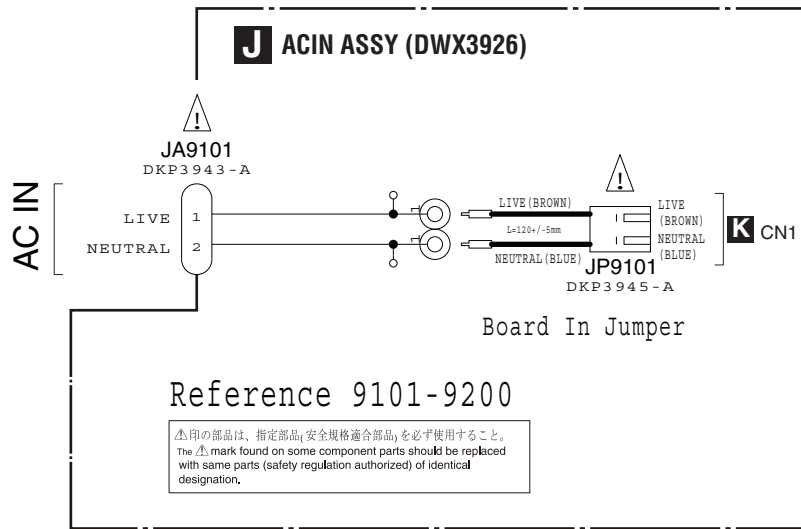 J ACIN ASSY (DWX3926)
JA9101
DKP3943-A
AC IN
LIVE 1
NEUTRAL 2
LIVE(BROWN)
L=120+/-5mm
NEUTRAL(BLUE)
LIVE
(BROWN)
NEUTRAL
(BLUE)
K CN1
JP9101
DKP3945-A
Board In Jumper
Reference 9101-9200
⚠印の部品は、指定部品(安全規格適合部品)を必ず使用すること。
The ⚠ mark found on some component parts should be replaced
with same parts (safety regulation authorized) of identical
designation.